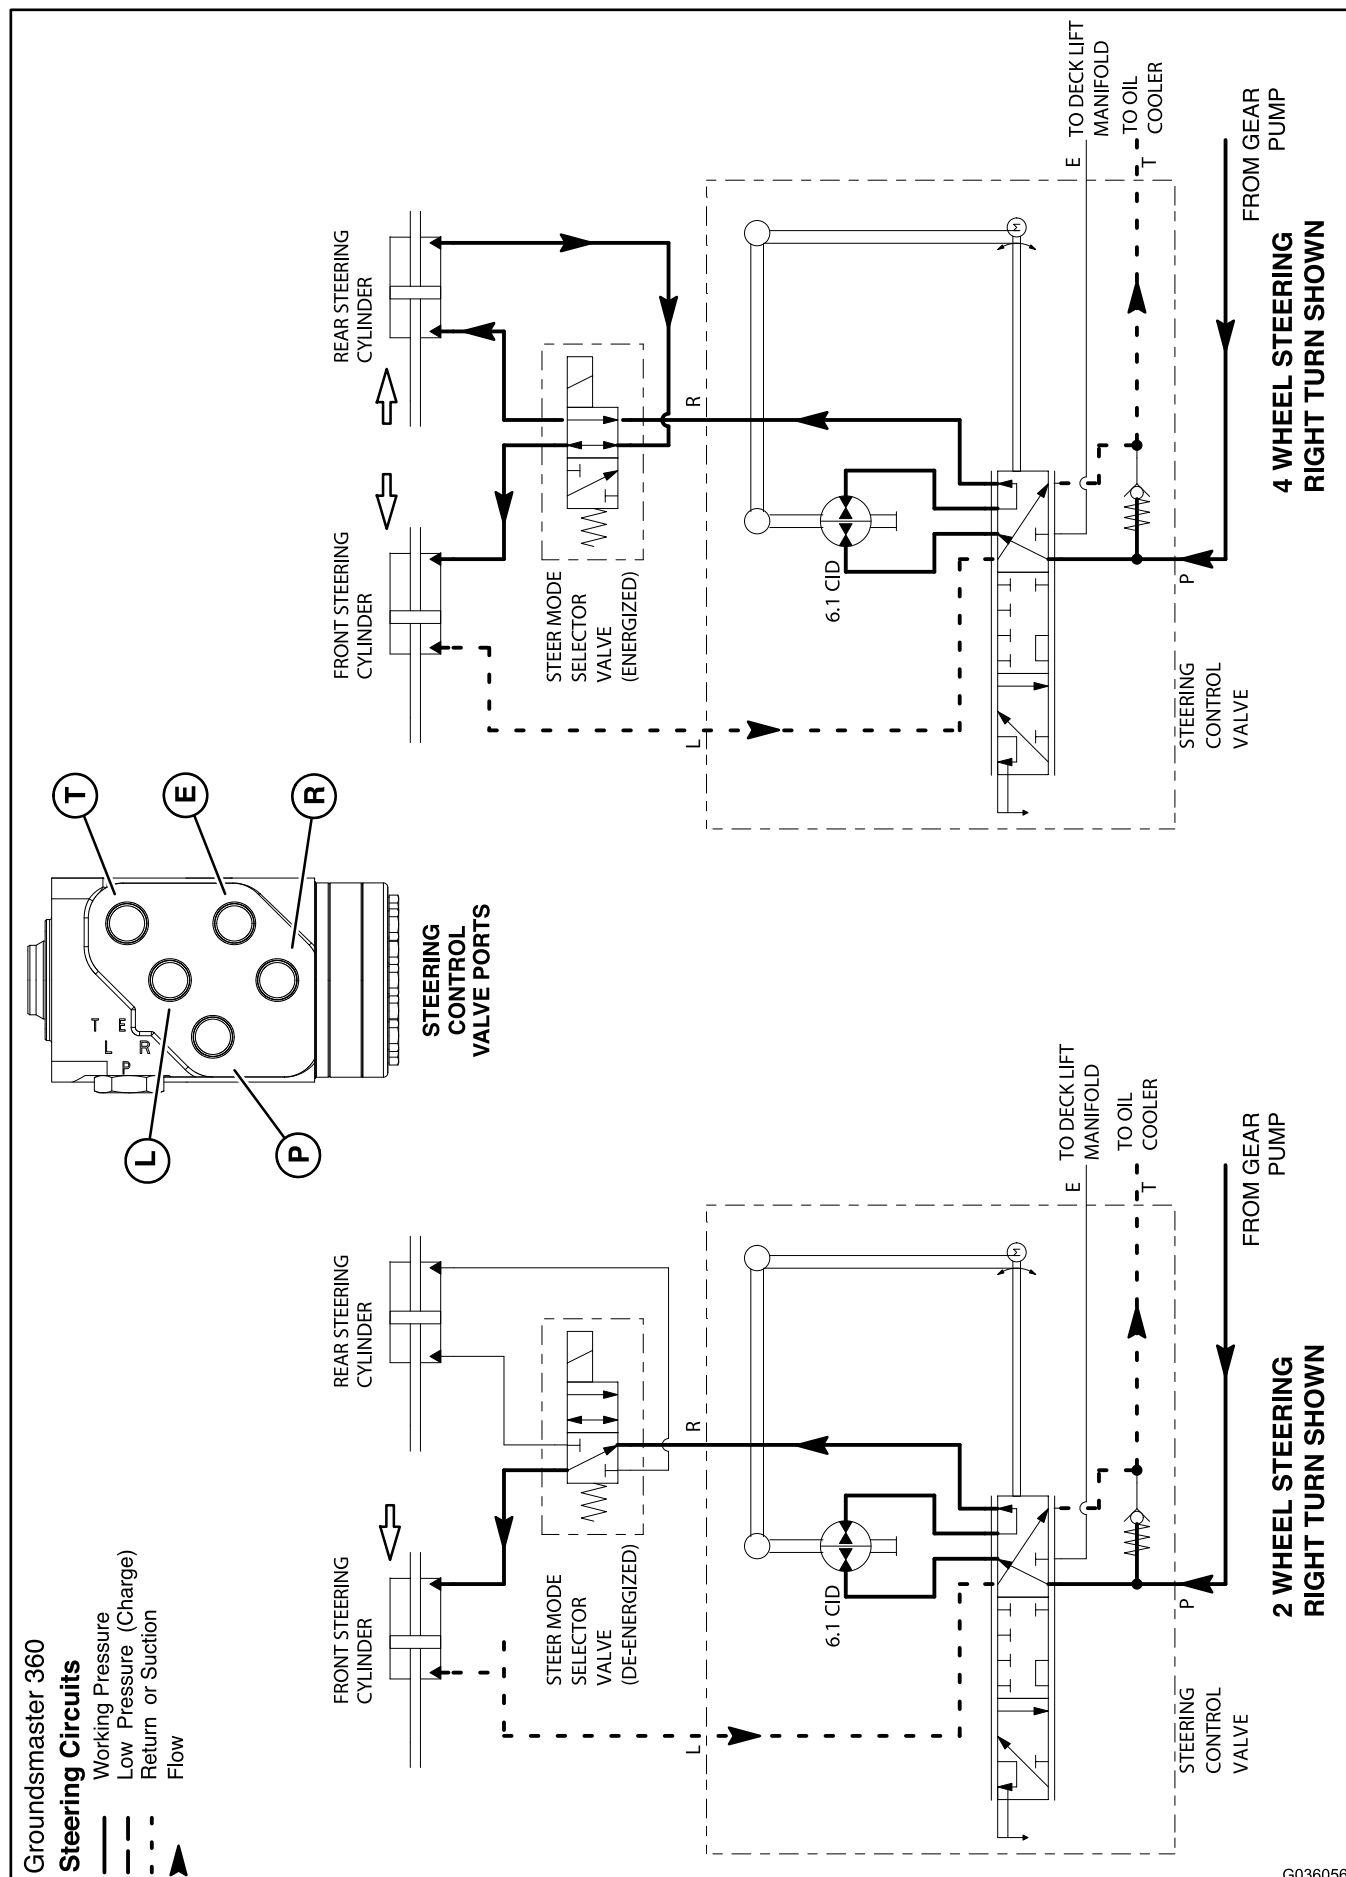 Groundsmaster 360
Steering Circuits
Working Pressure
Low Pressure (Charge)
Return or Suction
Flow
FRONT STEERING
CYLINDER
REAR STEERING
CYLINDER
STEER MODE
SELECTOR
VALVE
(DE-ENERGIZED)
L
R
6.1 CID
M
STEERING
CONTROL
VALVE
P
E
TO DECK LIFT
MANIFOLD
T
TO OIL
COOLER
FROM GEAR
PUMP
2 WHEEL STEERING
RIGHT TURN SHOWN
T
E
R
L
P
T E
L R
P
STEERING
CONTROL
VALVE PORTS
FRONT STEERING
CYLINDER
REAR STEERING
CYLINDER
STEER MODE
SELECTOR
VALVE
(ENERGIZED)
L
R
6.1 CID
M
STEERING
CONTROL
VALVE
P
E
TO DECK LIFT
MANIFOLD
T
TO OIL
COOLER
FROM GEAR
PUMP
4 WHEEL STEERING
RIGHT TURN SHOWN
G036056